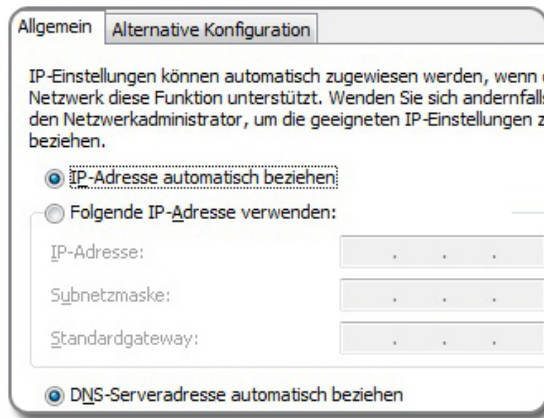 Allgemein Alternative Konfiguration
IP-Einstellungen können automatisch zugewiesen werden, wenn
Netzwerk diese Funktion unterstützt. Wenden Sie sich andernfalls
den Netzwerkadministrator, um die geeigneten IP-Einstellungen
beziehen.
IP-Adresse automatisch beziehen
Folgende IP-Adresse verwenden:
IP-Adresse: . . .
Subnetzmaske: . . .
Standardgateway: . . .
DNS-Serveradresse automatisch beziehen